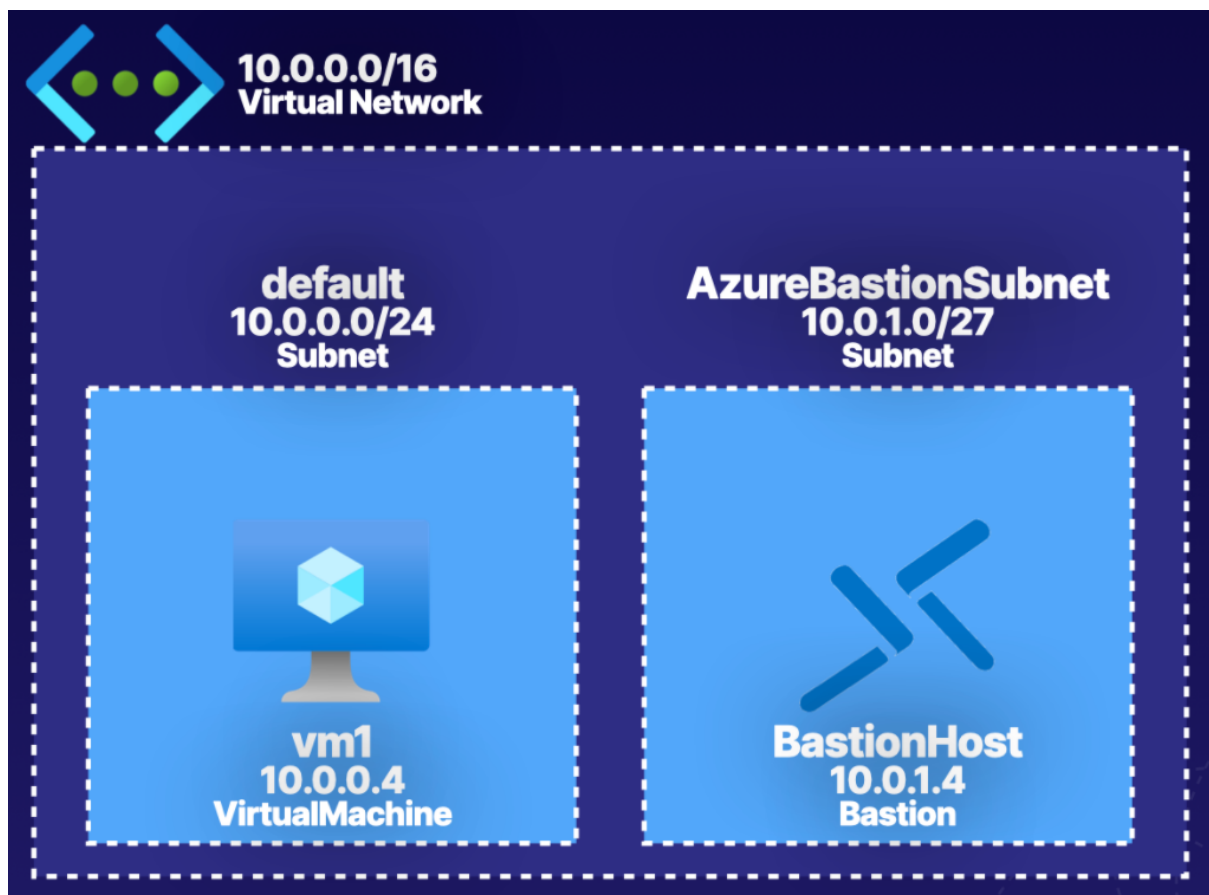 10.0.0.0/16
Virtual Network
default
10.0.0.0/24
Subnet
AzureBastionSubnet
10.0.1.0/27
Subnet
vm1
10.0.0.4
VirtualMachine
BastionHost
10.0.1.4
Bastion